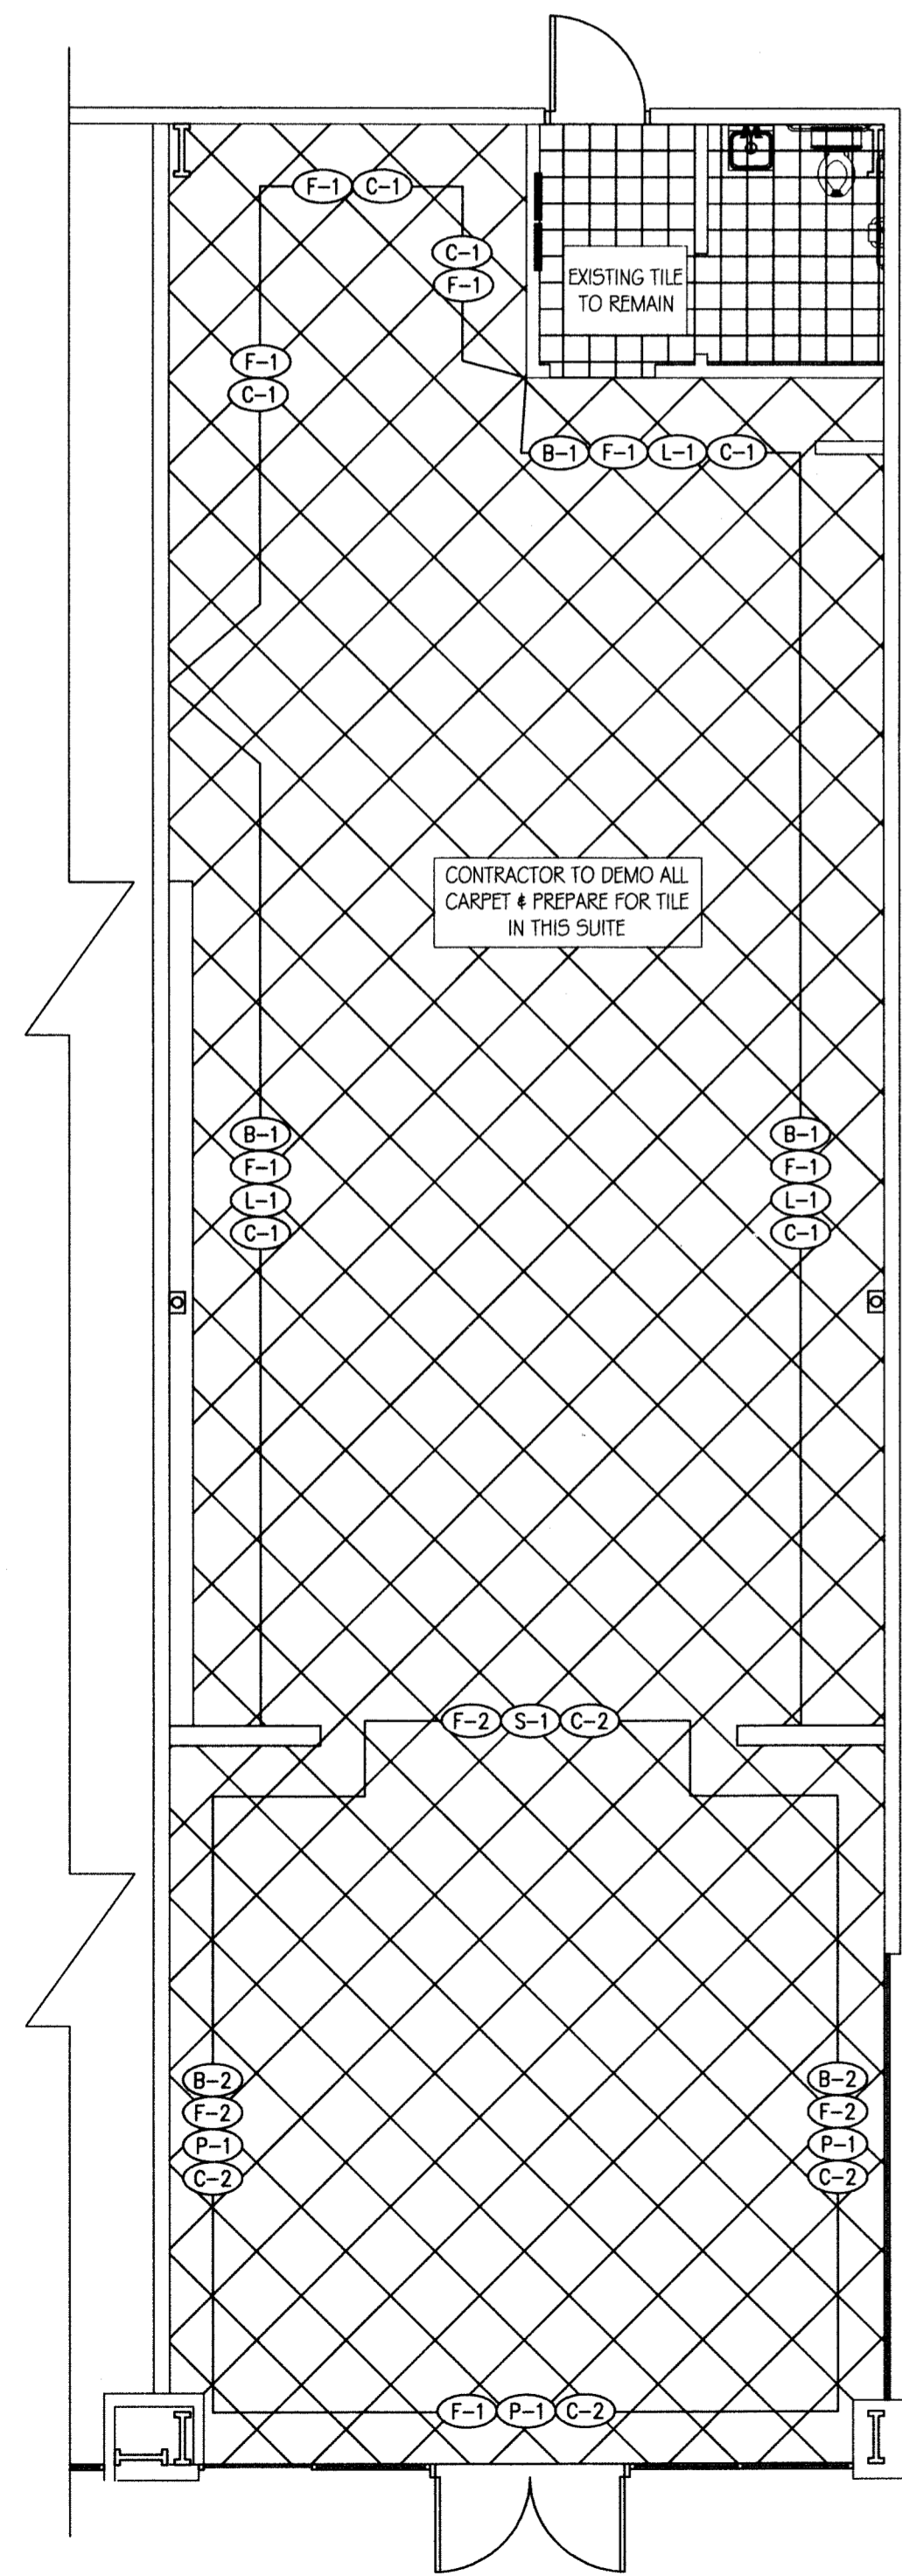 F-1 C-1
C-1
F-1
EXISTING TILE
TO REMAIN
F-1
C-1
B-1 F-1 L-1 C-1
CONTRACTOR TO DEMO ALL
CARPET & PREPARE FOR TILE
IN THIS SUITE
B-1
F-1
L-1
C-1
B-1
F-1
L-1
C-1
F-2 S-1 C-2
B-2
F-2
P-1
C-2
B-2
F-2
P-1
C-2
F-1 P-1 C-2